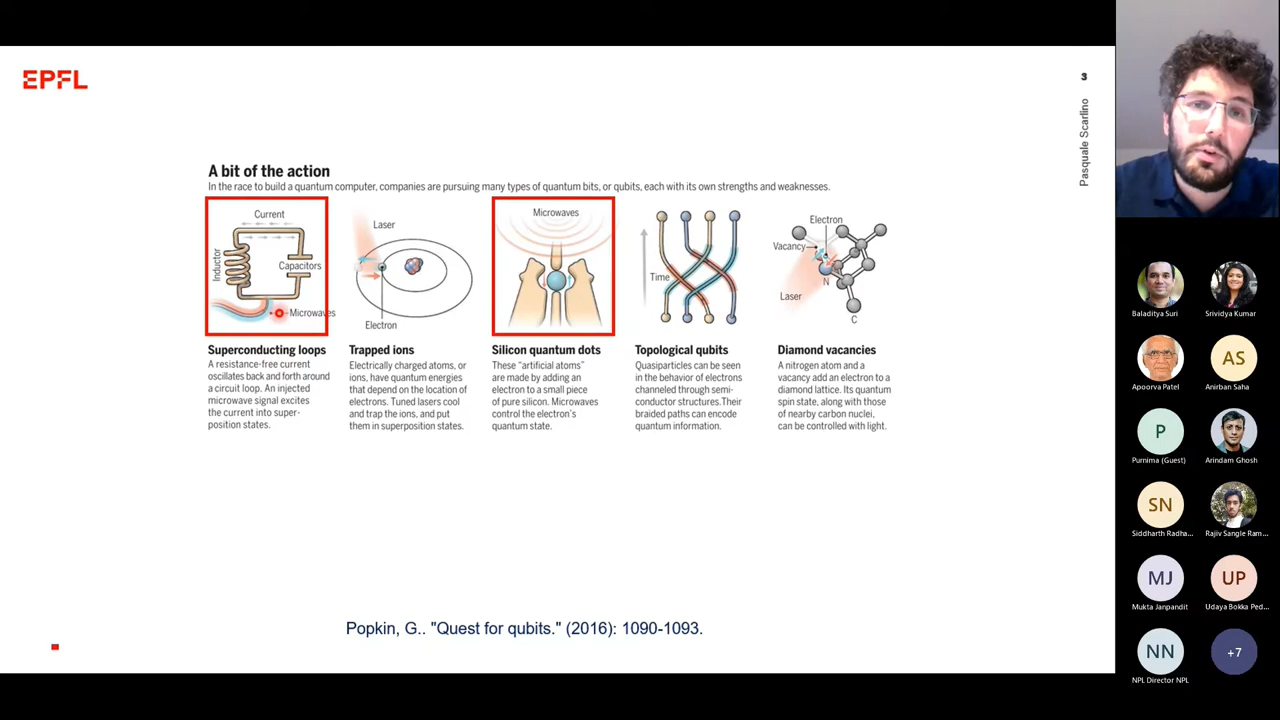 EPFL
3
Pasquale Scarlino
A bit of the action
In the race to build a quantum computer, companies are pursuing many types of quantum bits, or qubits, each with its own strengths and weaknesses.
Current
Inductor
Capacitors
Microwaves
Laser
Electron
Microwaves
Time
Electron
Vacancy
Laser
N
C
Superconducting loops
A resistance-free current
oscillates back and forth around
a circuit loop. An injected
microwave signal excites
the current into super-
position states.
Trapped ions
Electrically charged atoms, or
ions, have quantum energies
that depend on the location of
electrons. Tuned lasers cool
and trap the ions, and put
them in superposition states.
Silicon quantum dots
These “artificial atoms”
are made by adding an
electron to a small piece
of pure silicon. Microwaves
control the electron’s
quantum state.
Topological qubits
Quasiparticles can be seen
in the behavior of electrons
channeled through semi-
conductor structures.Their
braided paths can encode
quantum information.
Diamond vacancies
A nitrogen atom and a
vacancy add an electron to a
diamond lattice. Its quantum
spin state, along with those
of nearby carbon nuclei,
can be controlled with light.
Popkin, G.. "Quest for qubits." (2016): 1090-1093.
Baladitya Suri
Srividya Kumar
Apoorva Patel
AS
Anirban Saha
P
Purnima (Guest)
Arindam Ghosh
SN
Siddharth Radha...
Rajiv Sangle Ram...
MJ
Mukta Janpandit
UP
Udaya Bokka Ped...
NN
NPL Director NPL
+7